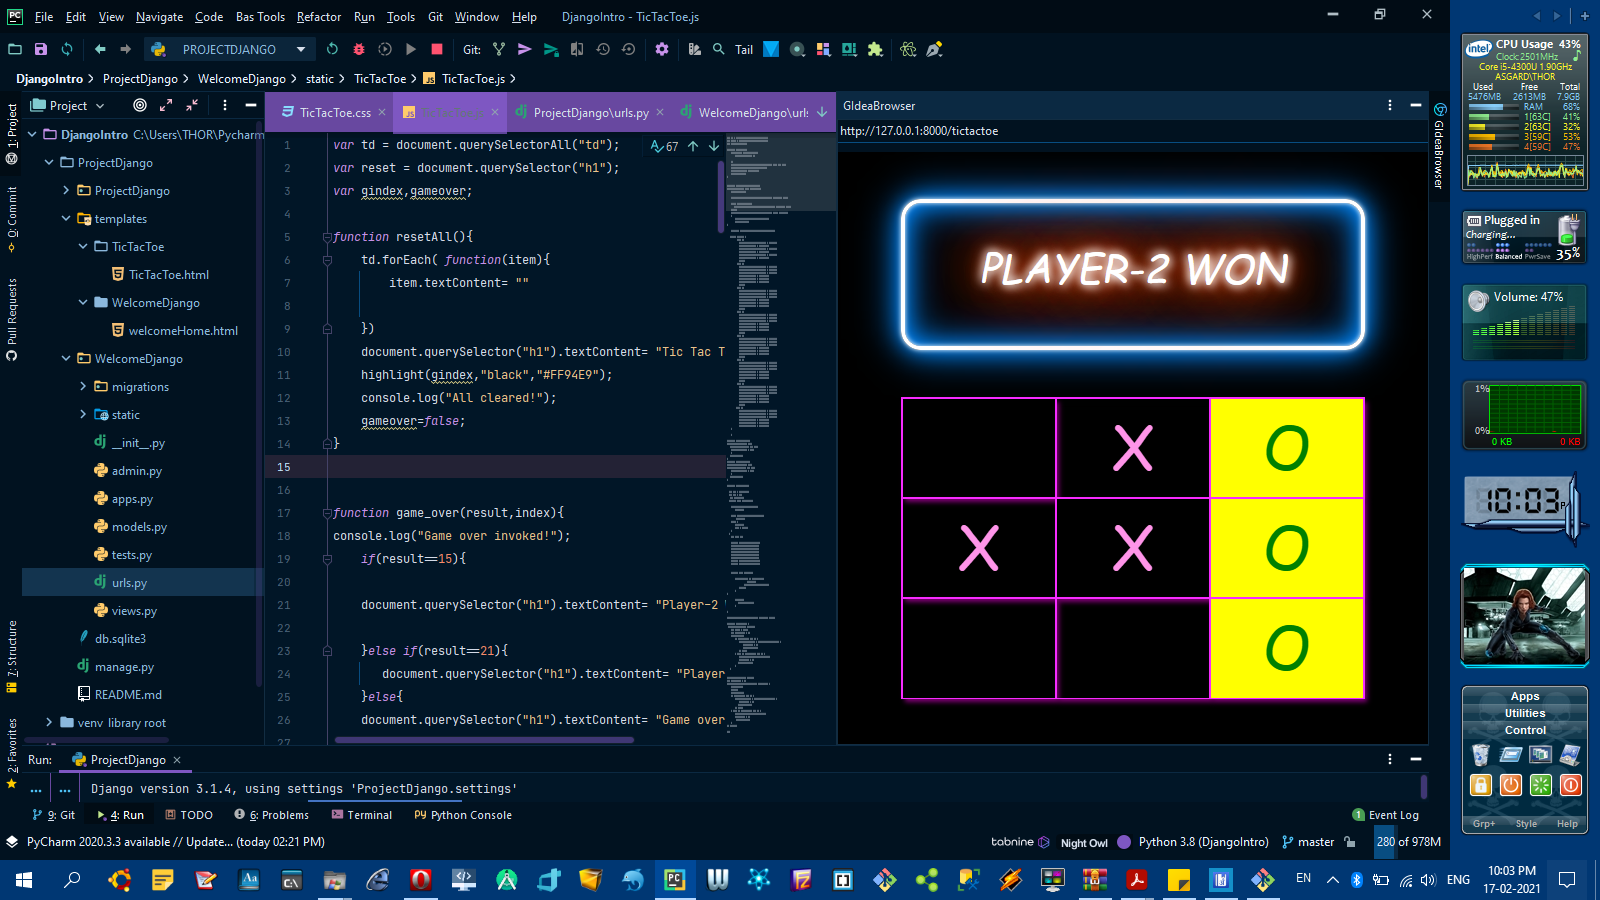 File Edit View Navigate Code Bas Tools Refactor Run Tools Git Window Help DjangoIntro - TicTacToe.js
PROJECTDJANGO Git: Tail
DjangoIntro ProjectDjango WelcomeDjango static TicTacToe TicTacToe.js
1: Project
0: Commit
Pull Requests
7: Structure
2: Favorites
Project
DjangoIntro C:\Users\THOR\Pycharm
ProjectDjango
ProjectDjango
templates
TicTacToe
TicTacToe.html
WelcomeDjango
welcomeHome.html
WelcomeDjango
migrations
static
__init__.py
admin.py
apps.py
models.py
tests.py
urls.py
views.py
db.sqlite3
manage.py
README.md
venv library root
TicTacToe.css ProjectDjango\urls.py WelcomeDjango\url:
67
1 var td = document.querySelectorAll("td");
2 var reset = document.querySelector("h1");
3 var gindex,gameover;
4
5 function resetAll(){
6 td.forEach( function(item){
7 item.textContent= ""
8
9 })
10 document.querySelector("h1").textContent= "Tic Tac T
11 highlight(gindex,"black","#FF94E9");
12 console.log("All cleared!");
13 gameover=false;
14 }
15
16
17 function game_over(result,index){
18 console.log("Game over invoked!");
19 if(result==15){
20
21 document.querySelector("h1").textContent= "Player-2
22
23 }else if(result==21){
24 document.querySelector("h1").textContent= "Player
25 }else{
26 document.querySelector("h1").textContent= "Game over
27
GIdeaBrowser
http://127.0.0.1:8000/tictactoe
PLAYER-2 WON
X O
X X O
O
GIdeaBrowser
Run: ProjectDjango
Django version 3.1.4, using settings 'ProjectDjango.settings'
9: Git 4: Run TODO 6: Problems Terminal Python Console 1 Event Log
PyCharm 2020.3.3 available // Update... (today 02:21 PM) tabnine Night Owl Python 3.8 (DjangoIntro) master 280 of 978M
intel CPU Usage 43%
Clock:2501MHz
Core i5-4300U 1.90GHz
ASGARD\THOR
Used Free Total
5476MB 2613MB 7.9GB
RAM 68%
1[63C] 41%
2[63C] 32%
3[59C] 53%
4[59C] 47%
Plugged in
Charging...
HighPerf Balanced PwrSave 35%
Volume: 47%
1%
0%
0 KB 0 KB
10:03 P
Apps
Utilities
Control
Grp+ Style Help
EN ENG 10:03 PM
17-02-2021